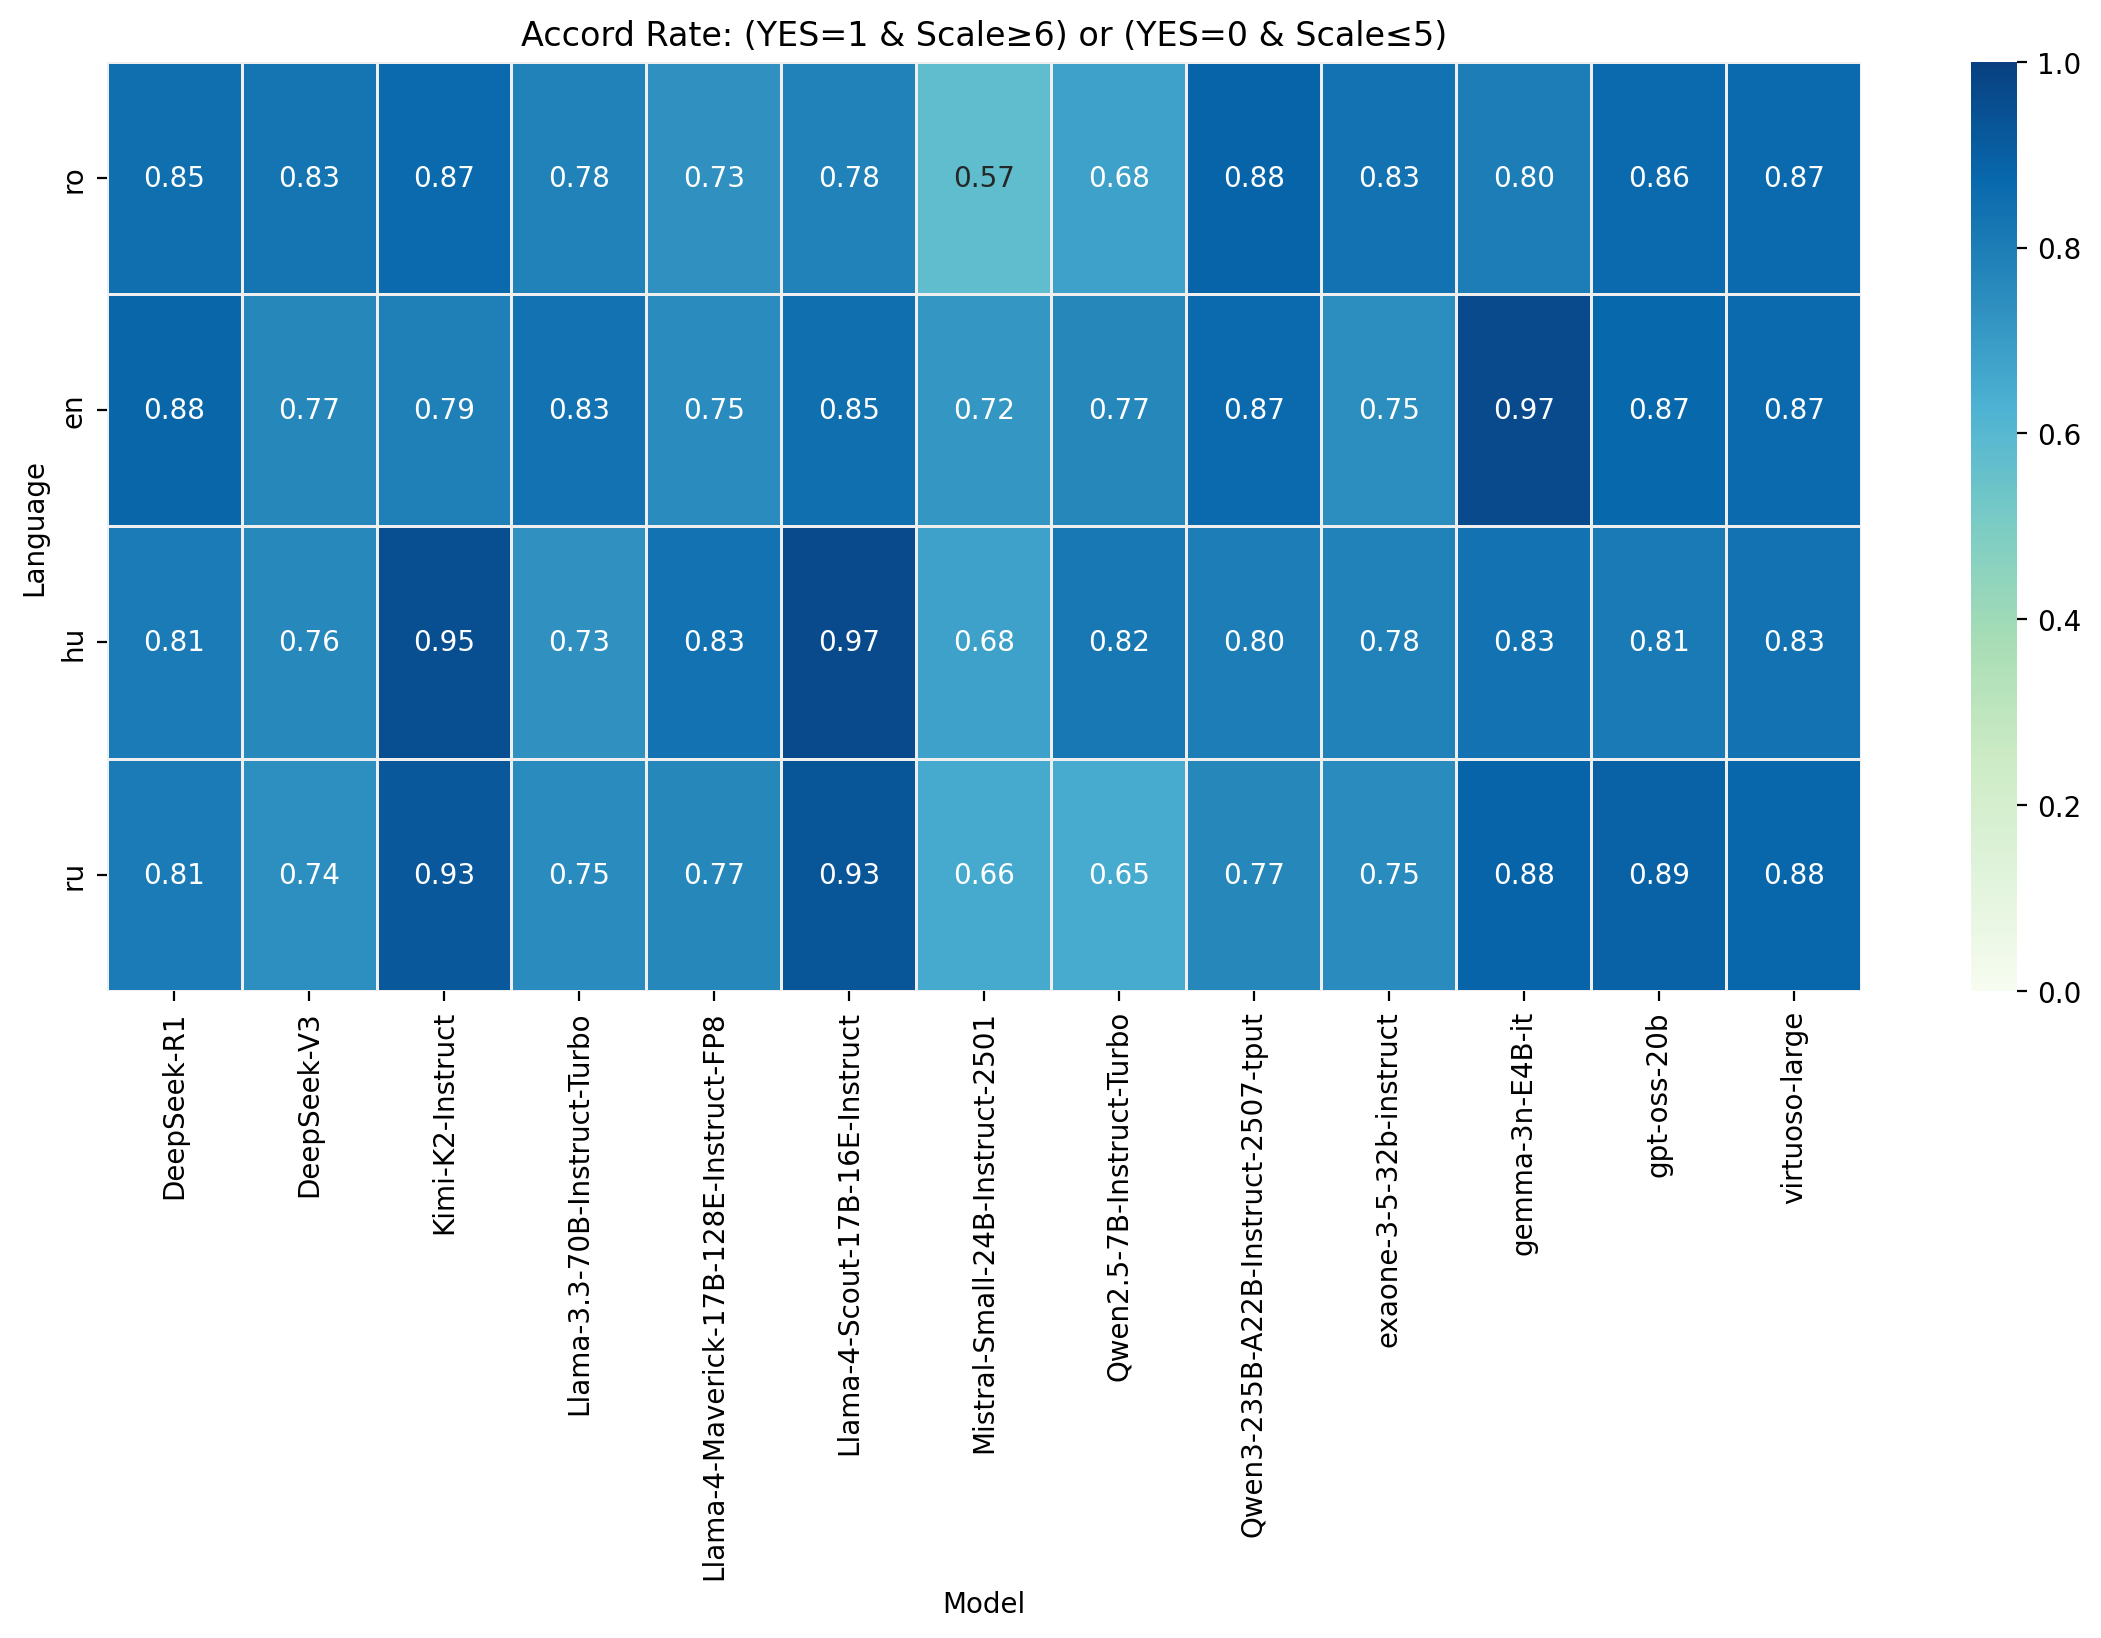 Accord Rate: (YES=1 & Scale≥6) or (YES=0 & Scale≤5)
Language
ro
0.85 0.83 0.87 0.78 0.73 0.78 0.57 0.68 0.88 0.83 0.80 0.86 0.87
en
0.88 0.77 0.79 0.83 0.75 0.85 0.72 0.77 0.87 0.75 0.97 0.87 0.87
hu
0.81 0.76 0.95 0.73 0.83 0.97 0.68 0.82 0.80 0.78 0.83 0.81 0.83
ru
0.81 0.74 0.93 0.75 0.77 0.93 0.66 0.65 0.77 0.75 0.88 0.89 0.88
DeepSeek-R1
DeepSeek-V3
Kimi-K2-Instruct
Llama-3.3-70B-Instruct-Turbo
Llama-4-Maverick-17B-128E-Instruct-FP8
Llama-4-Scout-17B-16E-Instruct
Mistral-Small-24B-Instruct-2501
Qwen2.5-7B-Instruct-Turbo
Qwen3-235B-A22B-Instruct-2507-tput
exaone-3-5-32b-instruct
gemma-3n-E4B-it
gpt-oss-20b
virtuoso-large
Model
1.0
0.8
0.6
0.4
0.2
0.0